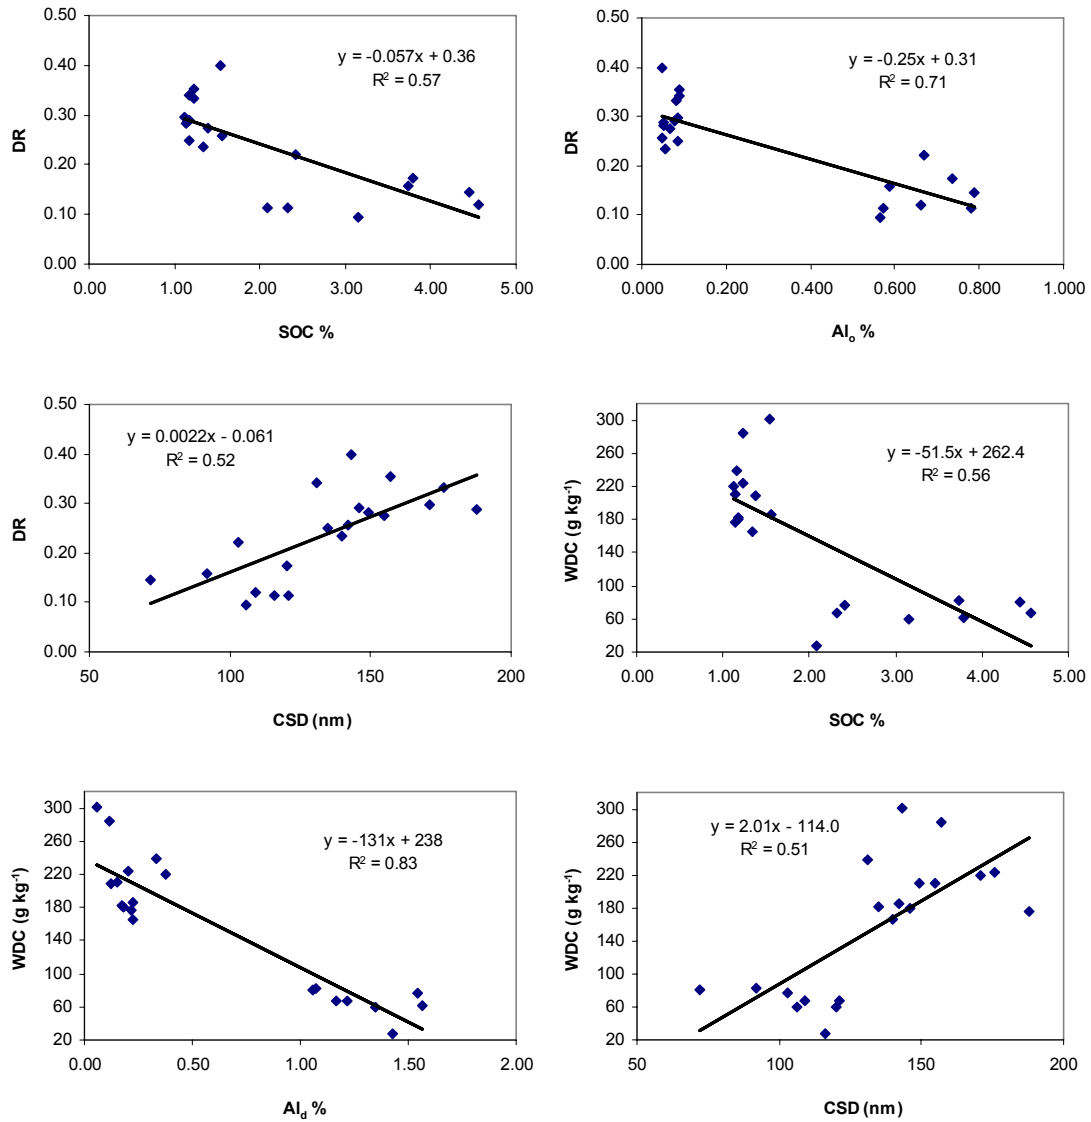 0.50
0.40
0.30
0.20
0.10
0.00
DR
y = -0.057x + 0.36
R² = 0.57
0.00 1.00 2.00 3.00 4.00 5.00
SOC %
0.50
0.40
0.30
0.20
0.10
0.00
DR
y = -0.25x + 0.31
R² = 0.71
0.000 0.200 0.400 0.600 0.800 1.000
Alₒ %
0.50
0.40
0.30
0.20
0.10
0.00
DR
y = 0.0022x - 0.061
R² = 0.52
50 100 150 200
CSD (nm)
300
260
220
180
140
100
60
20
WDC (g kg⁻¹)
y = -51.5x + 262.4
R² = 0.56
0.00 1.00 2.00 3.00 4.00 5.00
SOC %
300
260
220
180
140
100
60
20
WDC (g kg⁻¹)
y = -131x + 238
R² = 0.83
0.00 1.00 2.00 1.50 2.00
Al_d %
300
260
220
180
140
100
60
20
WDC (g kg⁻¹)
y = 2.01x - 114.0
R² = 0.51
50 100 150 200
CSD (nm)